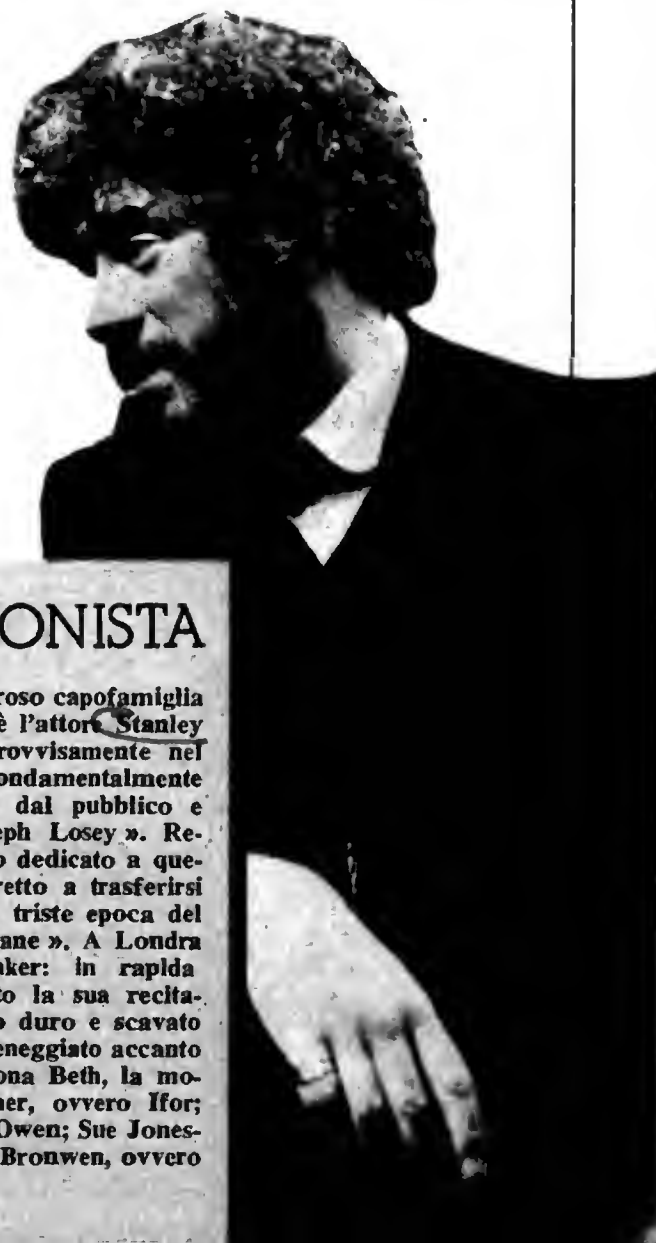 ONISTA
roso capofamiglia
è l'attore Stanley
rovvisamente nel
ondamentalmente
dal pubblico e
eph Losey ». Re-
o dedicato a que-
retto a trasferirsi
triste epoca del
ane ». A Londra
aker: in rapida
to la sua recita-
o duro e scavato
eneggiato accanto
ona Beth, la mo-
ner, ovvero Ifor;
Owen; Sue Jones-
Bronwen, ovvero